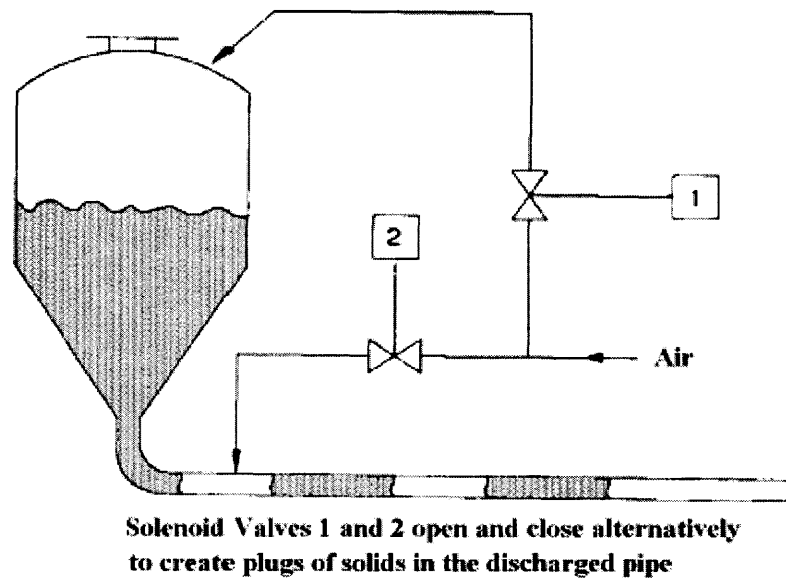 1
2
Air
Solenoid Valves 1 and 2 open and close alternatively
to create plugs of solids in the discharged pipe